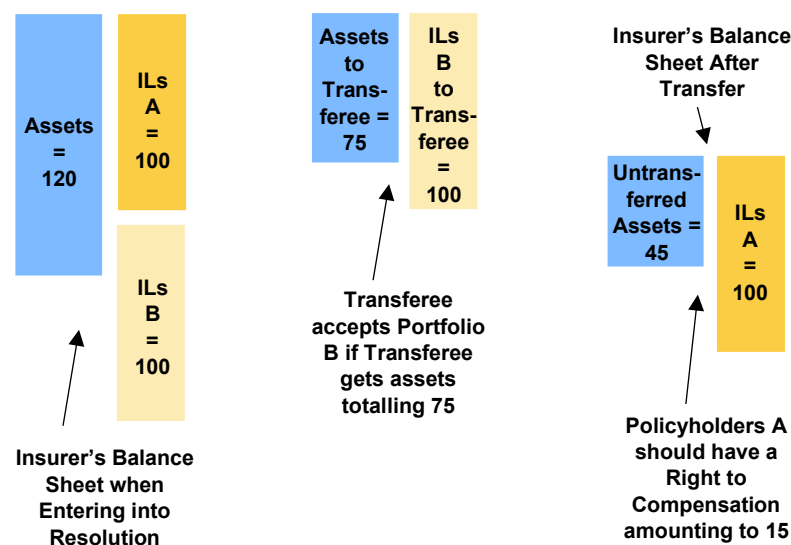 Assets
=
120
ILs
A
=
100
ILs
B
=
100
Insurer's Balance
Sheet when
Entering into
Resolution
Assets
to
Trans-
feree =
75
ILs
B
to
Trans-
feree
=
100
Transferee
accepts Portfolio
B if Transferee
gets assets
totalling 75
Insurer's Balance
Sheet After
Transfer
Untrans-
ferred
Assets =
45
ILs
A
=
100
Policyholders A
should have a
Right to
Compensation
amounting to 15